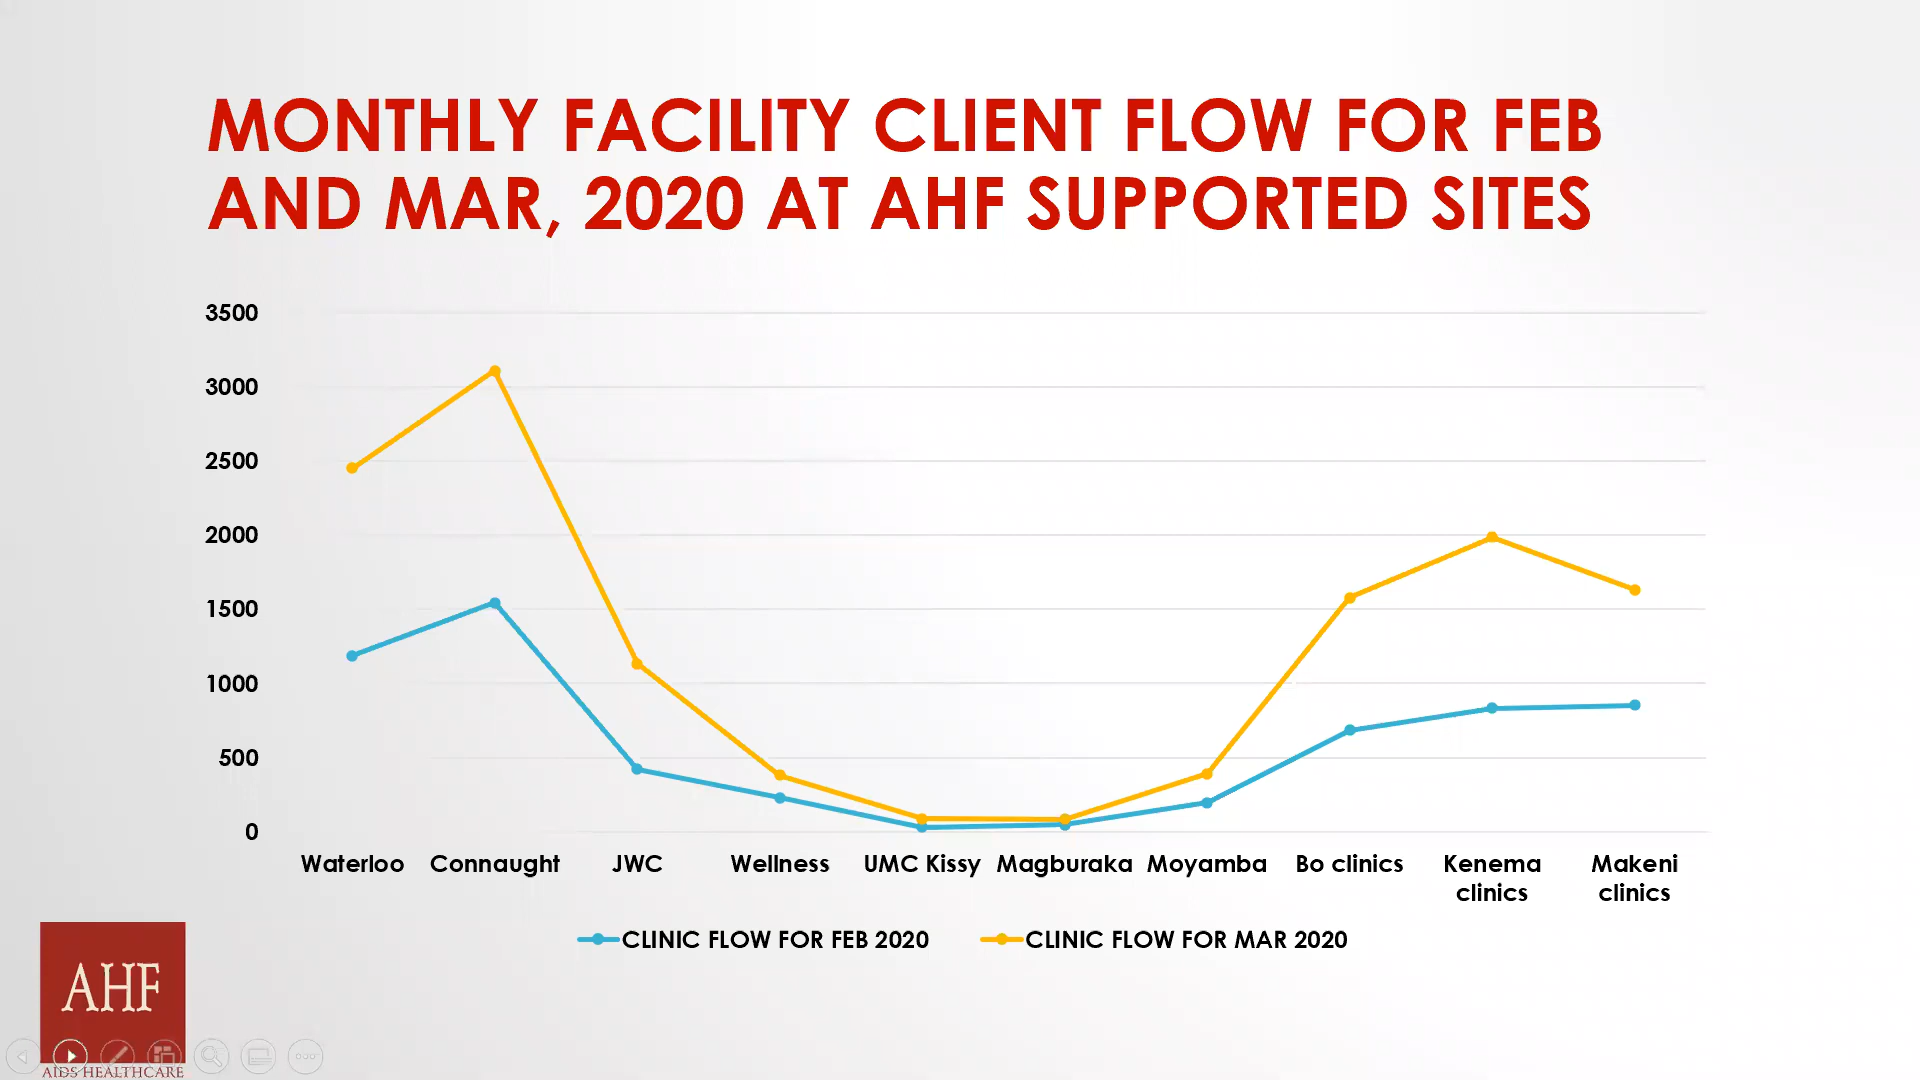 MONTHLY FACILITY CLIENT FLOW FOR FEB
AND MAR, 2020 AT AHF SUPPORTED SITES
3500
3000
2500
2000
1500
1000
500
0
Waterloo Connaught JWC Wellness UMC Kissy Magburaka Moyamba Bo clinics Kenema clinics Makeni clinics
CLINIC FLOW FOR FEB 2020 CLINIC FLOW FOR MAR 2020
AHF
AIDS HEALTHCARE